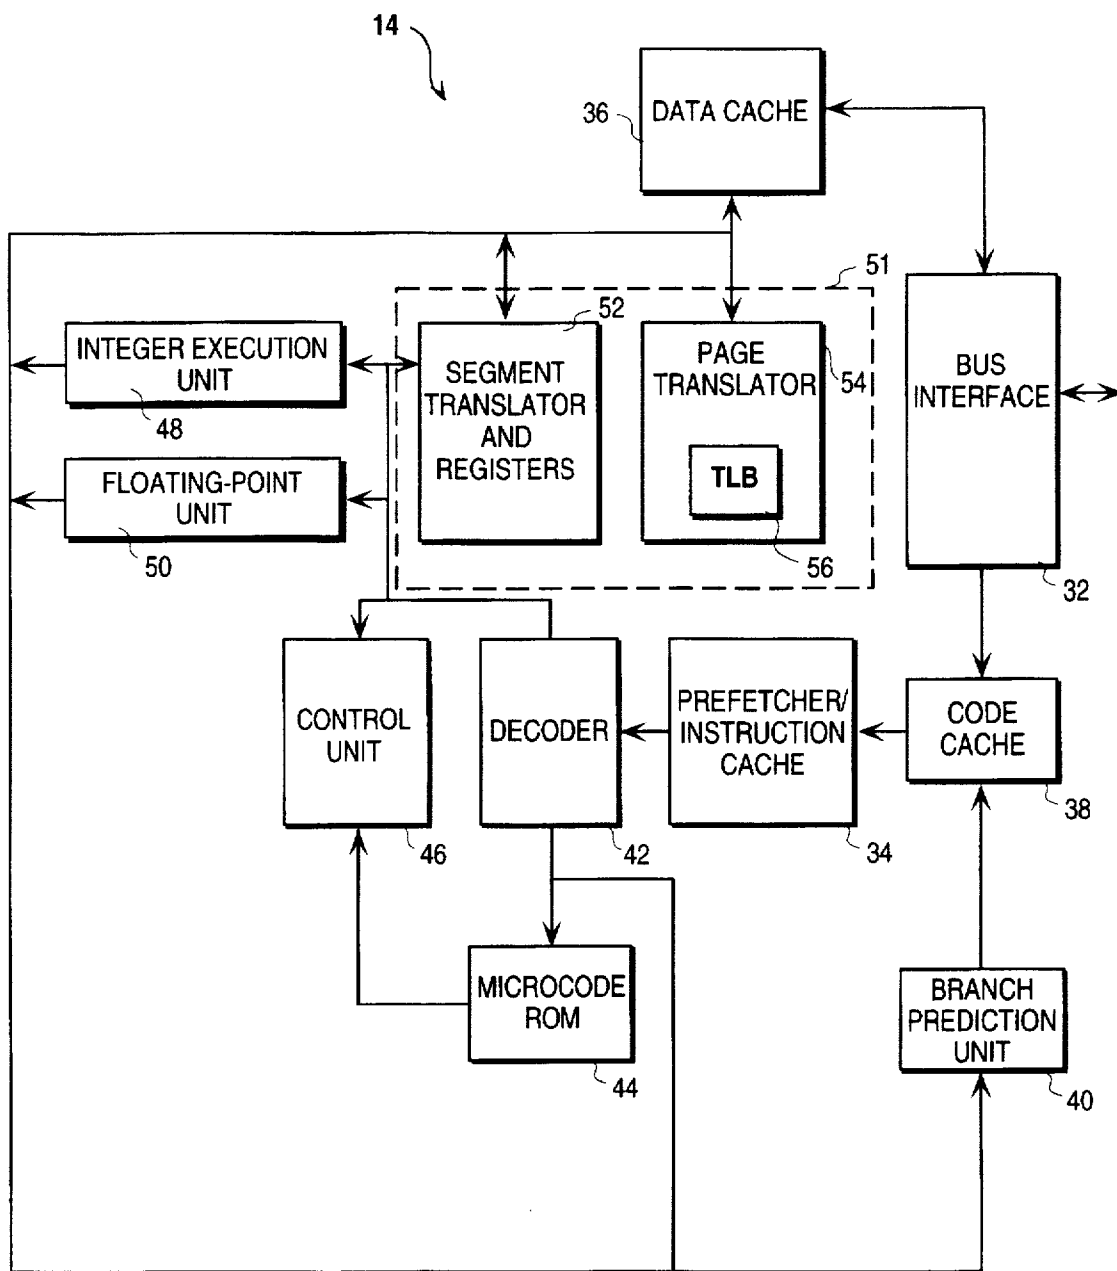 14
36
DATA CACHE
51
52
INTEGER EXECUTION
UNIT
48
SEGMENT
TRANSLATOR
AND
REGISTERS
PAGE
TRANSLATOR
54
TLB
56
BUS
INTERFACE
32
FLOATING-POINT
UNIT
50
CONTROL
UNIT
46
DECODER
42
PREFETCHER/
INSTRUCTION
CACHE
34
CODE
CACHE
38
MICROCODE
ROM
44
BRANCH
PREDICTION
UNIT
40